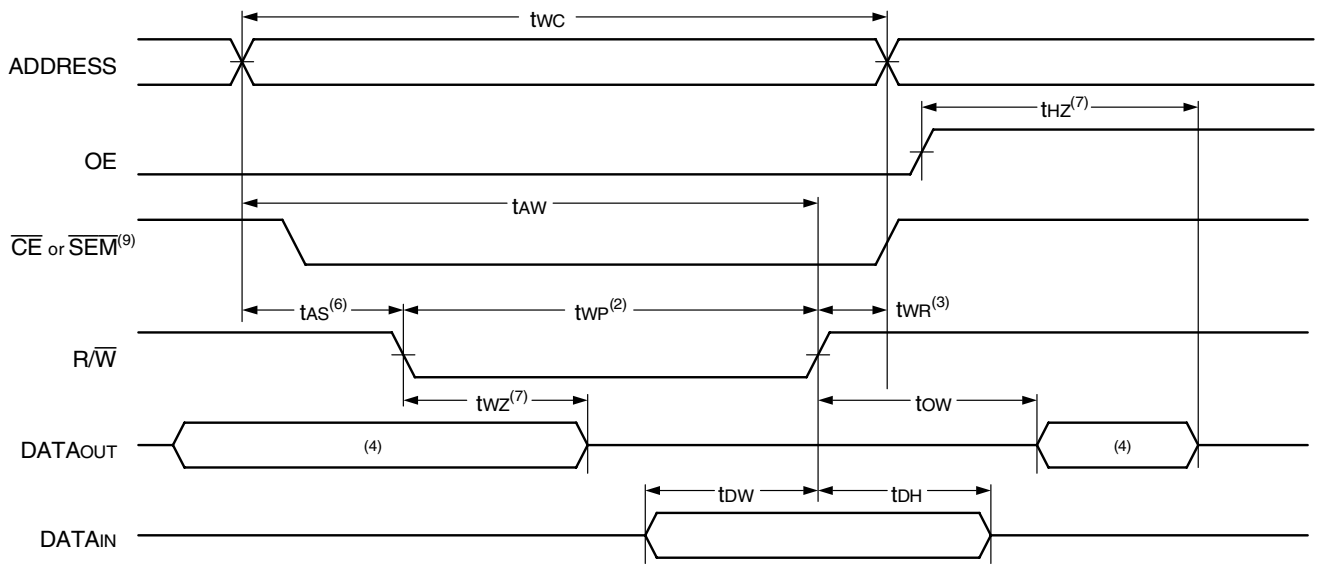 tWC
ADDRESS
tHZ(7)
OE
tAW
CE or SEM(9)
tAS(6) tWP(2) tWR(3)
R/W
tWZ(7) tOW
DATAOUT (4) (4)
tDW tDH
DATAIN